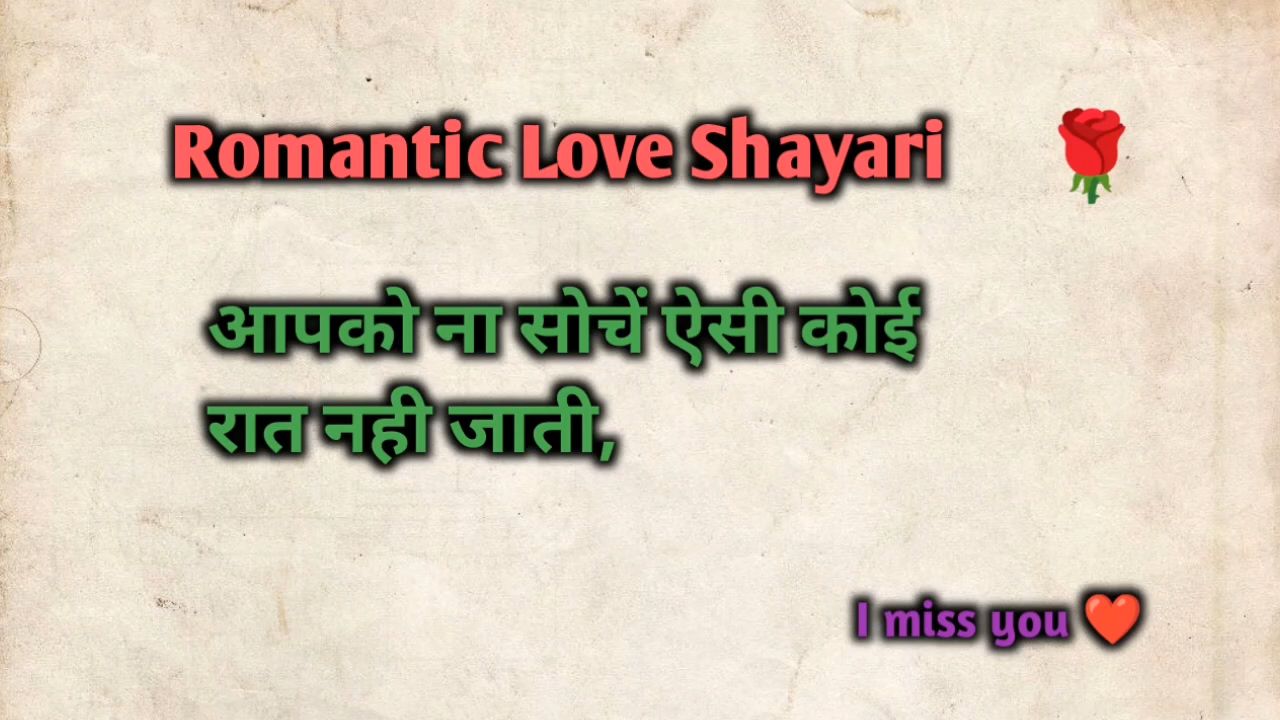 Romantic Love Shayari 🌹
आपको ना सोचें ऐसी कोई
रात नही जाती,
I miss you ❤️